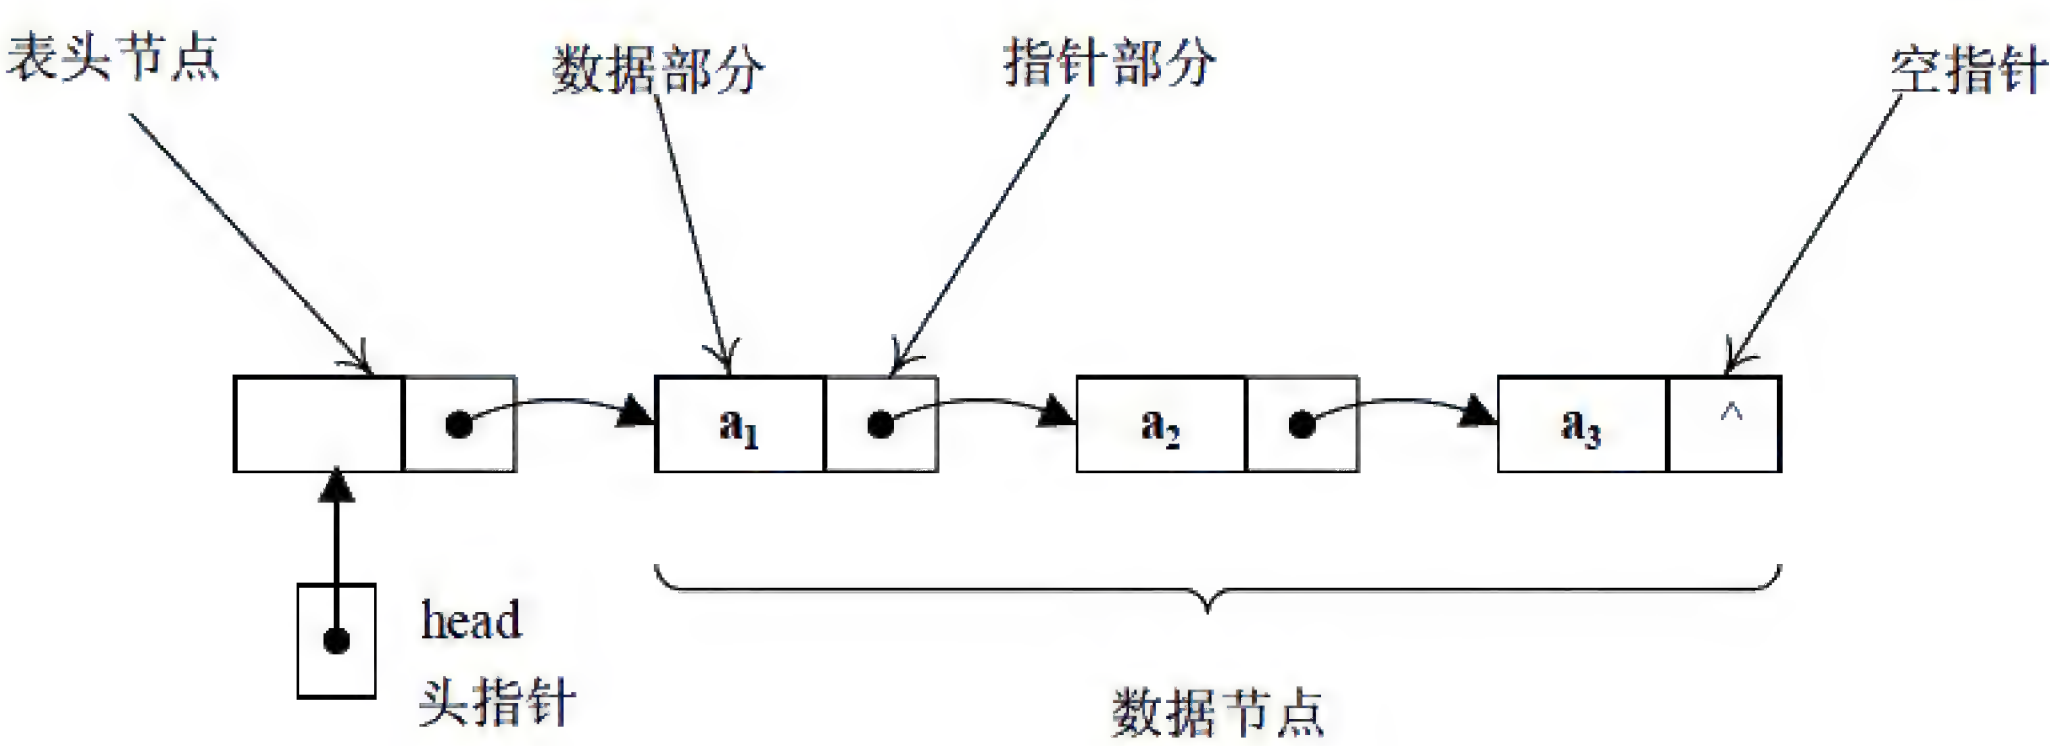 表头节点
数据部分
指针部分
空指针
a₁
a₂
a₃
^
head
头指针
数据节点